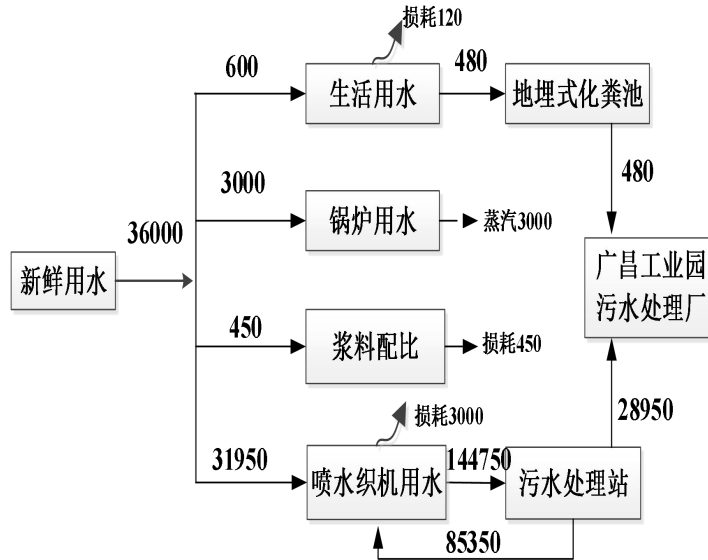 损耗120
600
480
生活用水
地埋式化粪池
3000
480
锅炉用水
蒸汽3000
36000
新鲜用水
广昌工业园
污水处理厂
450
浆料配比
损耗450
损耗3000
28950
31950
144750
喷水织机用水
污水处理站
85350